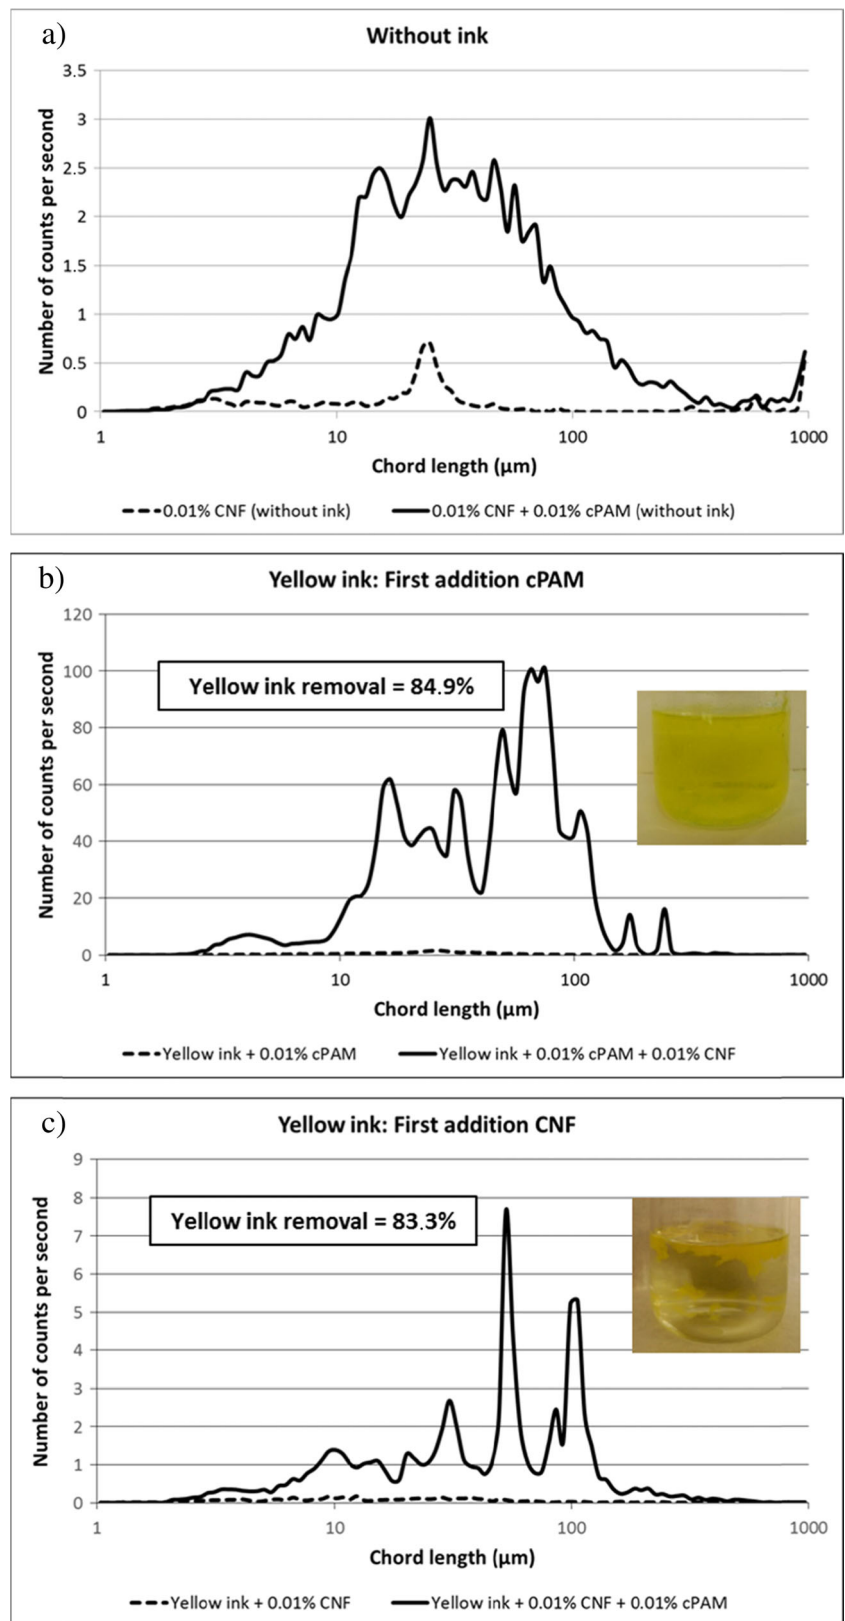 a)
Without ink
Number of counts per second
3.5
3
2.5
2
1.5
1
0.5
0
1 10 100 1000
Chord length (μm)
0.01% CNF (without ink) 0.01% CNF + 0.01% cPAM (without ink)
b)
Yellow ink: First addition cPAM
Number of counts per second
120
100
80
60
40
20
0
Yellow ink removal = 84.9%
1 10 100 1000
Chord length (μm)
Yellow ink + 0.01% cPAM Yellow ink + 0.01% cPAM + 0.01% CNF
c)
Yellow ink: First addition CNF
Number of counts per second
9
8
7
6
5
4
3
2
1
0
Yellow ink removal = 83.3%
1 10 100 1000
Chord length (μm)
Yellow ink + 0.01% CNF Yellow ink + 0.01% CNF + 0.01% cPAM